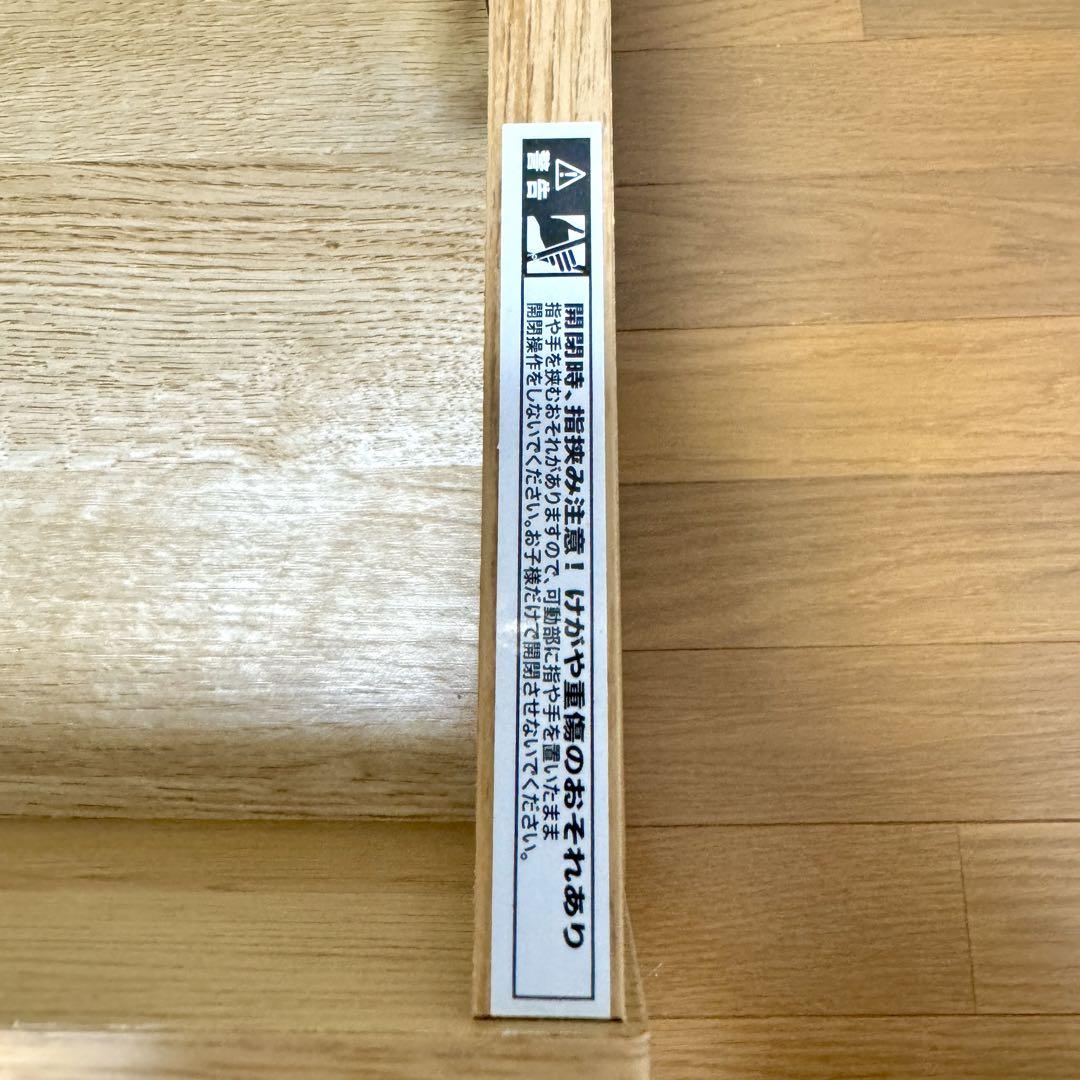 警告
開閉時、指挟み注意！ けがや重傷のおそれあり
指や手を挟むおそれがありますので、可動部に指や手を置いたまま
開閉操作をしないでください。お子様だけで開閉させないでください。